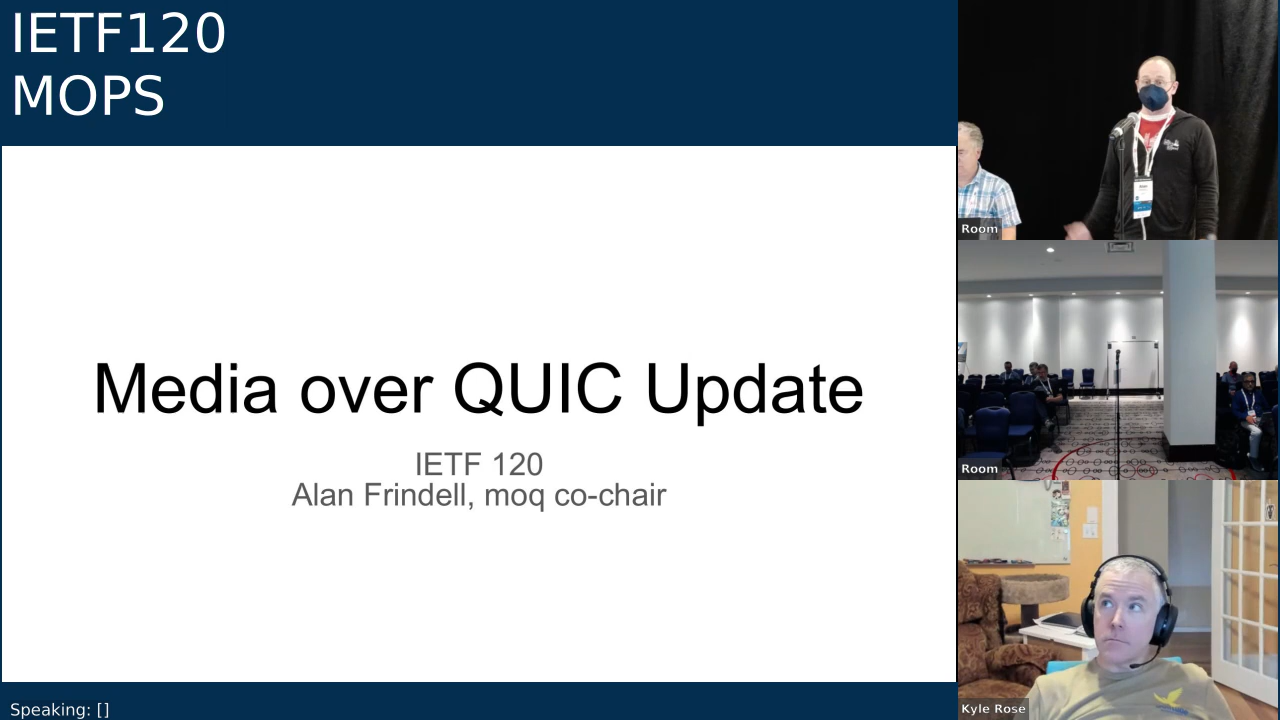 IETF120
MOPS
Media over QUIC Update
IETF 120
Alan Frindell, moq co-chair
Speaking: []
Room
Room
Kyle Rose